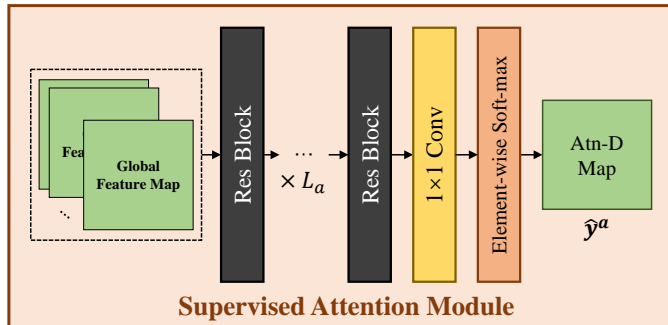 Fea
Global
Feature Map
...
Res Block
...
× L_a
Res Block
1×1 Conv
Element-wise Soft-max
Atn-D
Map
ŷᵃ
Supervised Attention Module